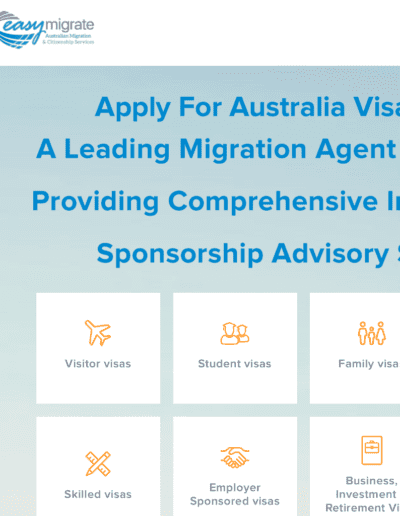 easymigrate
Australian Migration
& Citizenship Services
Apply For Australia Visa
A Leading Migration Agent
Providing Comprehensive
Sponsorship Advisory
Visitor visas
Student visas
Family visa
Skilled visas
Employer
Sponsored visas
Business,
Investment
Retirement Vi